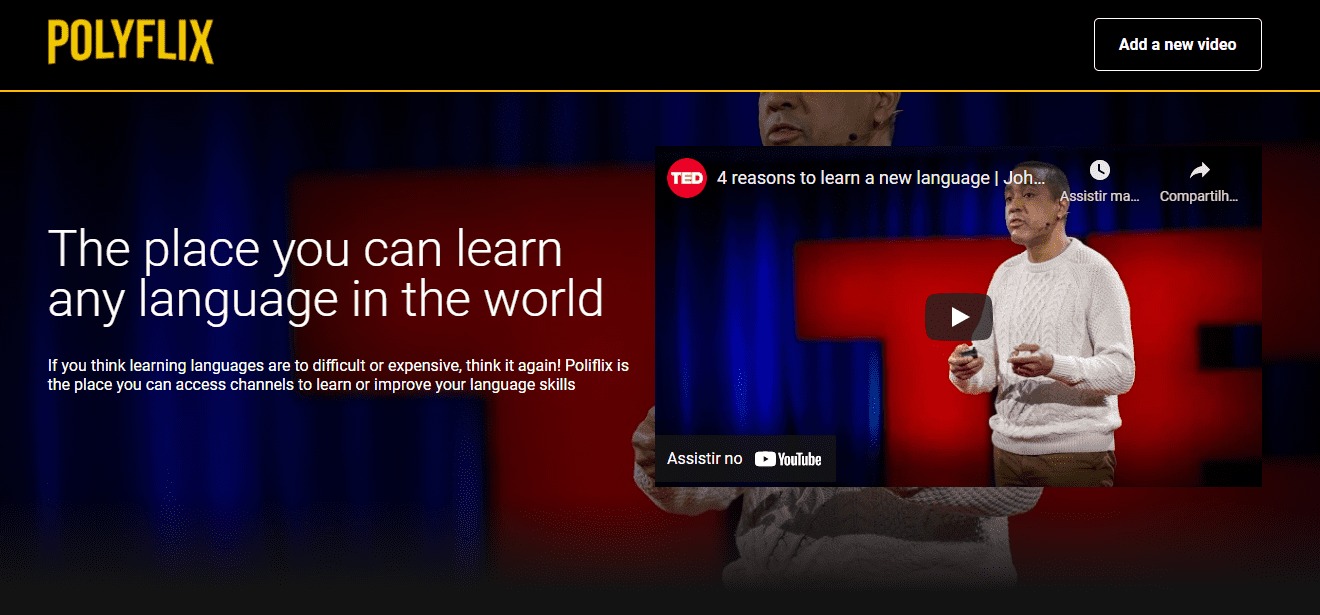 POLYFLIX
Add a new video
TED
4 reasons to learn a new language | Joh...
Assistir ma...
Compartilh...
The place you can learn
any language in the world
If you think learning languages are to difficult or expensive, think it again! Poliflix is
the place you can access channels to learn or improve your language skills
Assistir no YouTube